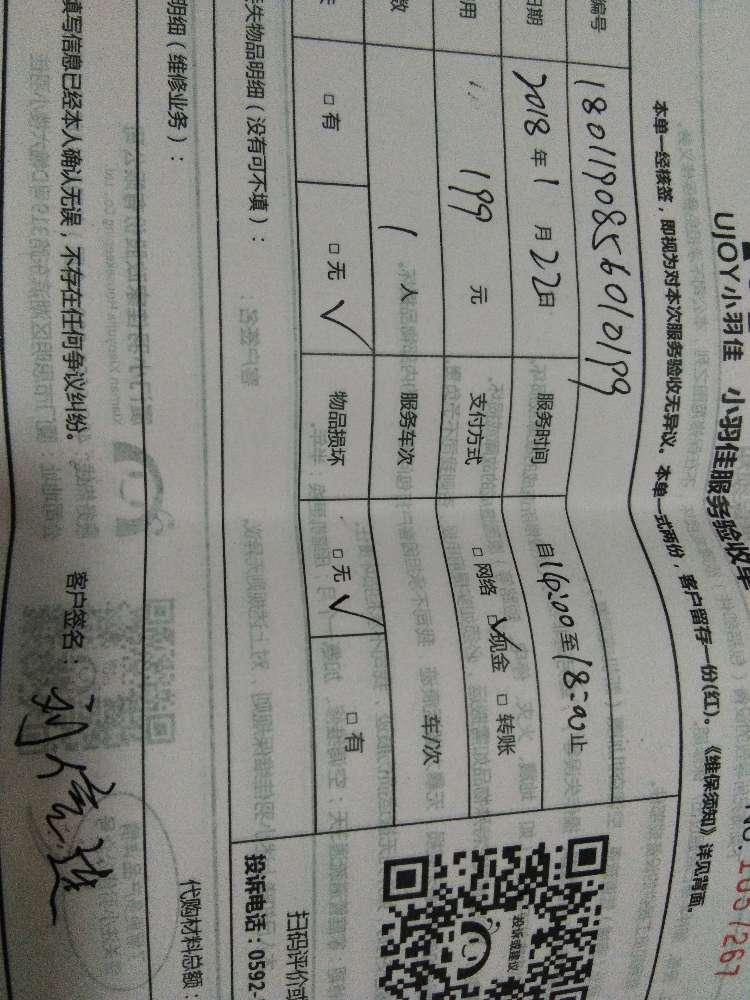 UJOY小羽佳 小羽佳服务验收单
No.1657267
本单一经核签，即视为对本次服务验收无异议。本单一式两份，客户留存一份(红)。《维保须知》详见背面。
编号 1801190856010199
日期 2018年1月22日 服务时间 自16:00至18:00止
用 199元 支付方式 □网络 ☑现金 □转账
数 1人 服务车次 车/次
□有 □无 ✓ 物品损坏 □无 ✓ □有
失物品明细（没有可不填）：
明细（维修业务）：
填写信息已经本人确认无误，不存在任何争议纠纷。 客户签名：
投诉或建议
扫码评价或
投诉电话：0592-
代购材料总额：